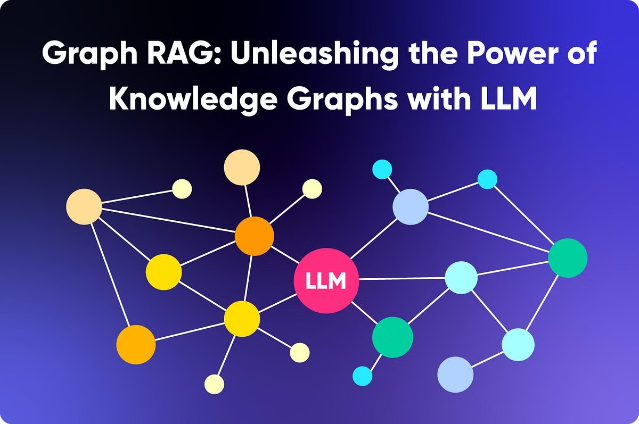 Graph RAG: Unleashing the Power of
Knowledge Graphs with LLM
LLM